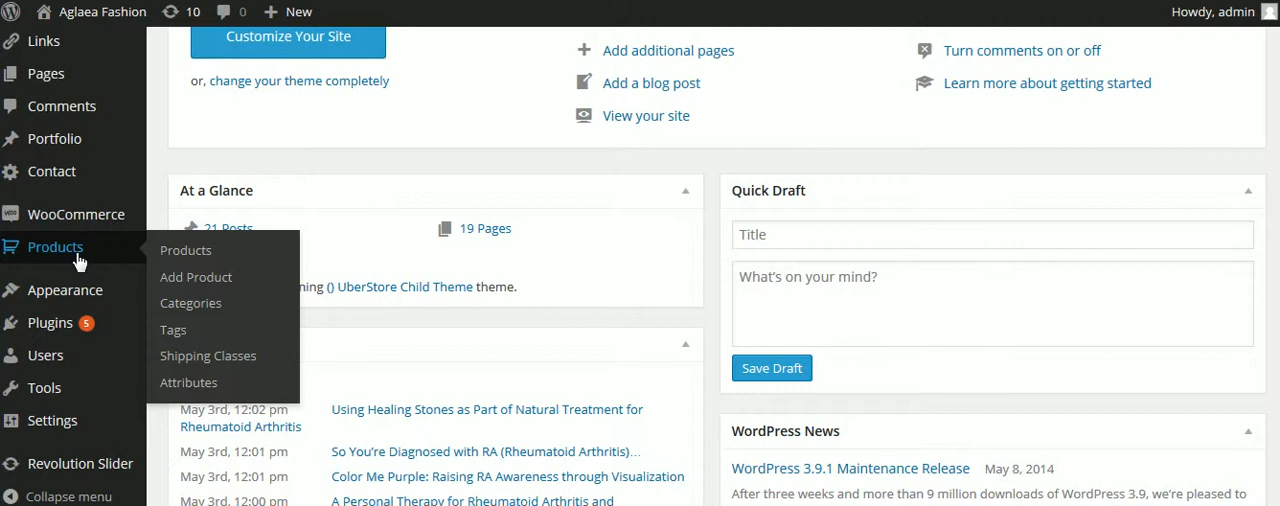 Aglaea Fashion 10 0 New Howdy, admin
Links
Pages
Comments
Portfolio
Contact
WooCommerce
Products
Appearance
Plugins 5
Users
Tools
Settings
Revolution Slider
Collapse menu
Products
Add Product
Categories
Tags
Shipping Classes
Attributes
Customize Your Site
or, change your theme completely
Add additional pages
Add a blog post
View your site
Turn comments on or off
Learn more about getting started
At a Glance
21 Posts
19 Pages
ning () UberStore Child Theme theme.
May 3rd, 12:02 pm Using Healing Stones as Part of Natural Treatment for
Rheumatoid Arthritis
May 3rd, 12:01 pm So You're Diagnosed with RA (Rheumatoid Arthritis)…
May 3rd, 12:01 pm Color Me Purple: Raising RA Awareness through Visualization
May 3rd, 12:00 pm A Personal Therapy for Rheumatoid Arthritis and
Quick Draft
Title
What's on your mind?
Save Draft
WordPress News
WordPress 3.9.1 Maintenance Release May 8, 2014
After three weeks and more than 9 million downloads of WordPress 3.9, we're pleased to